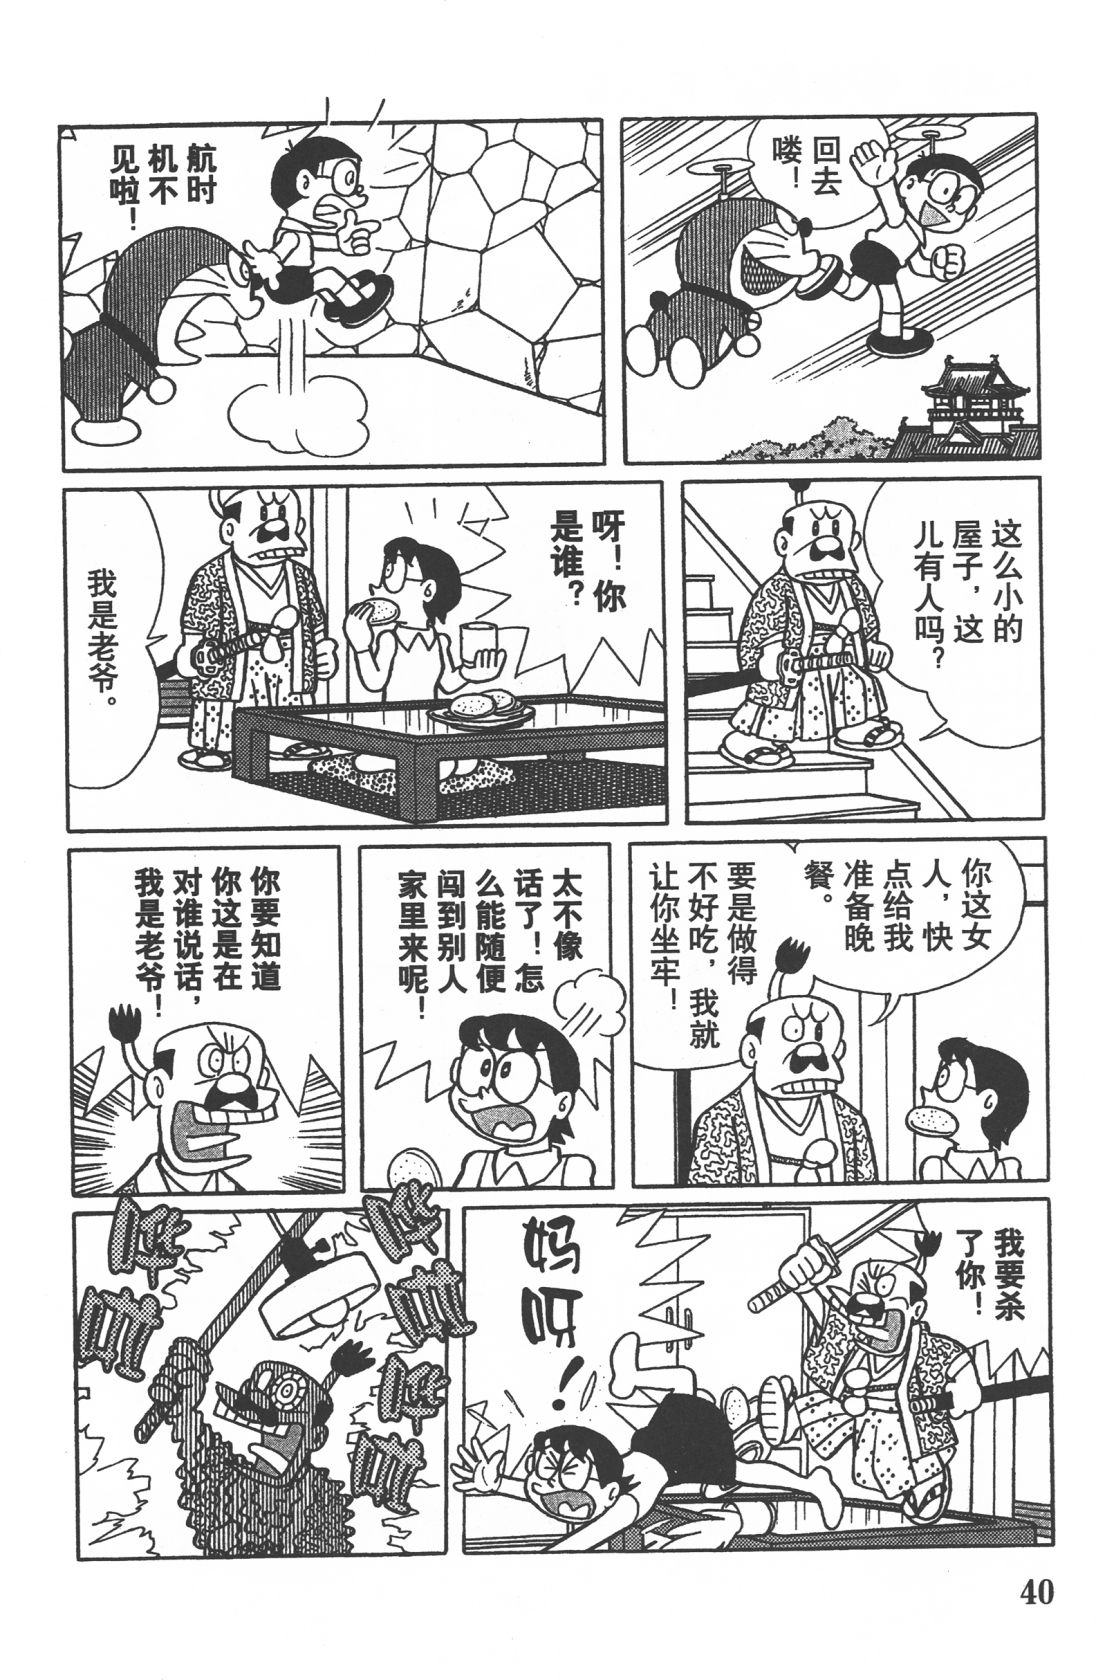 回去
喽！
航时
机不
见啦！
这么小的
屋子，这
儿有人吗？
呀！你
是谁？
我是老爷。
你这女
人，快
点给我
准备晚
餐。
要是做得
不好吃，我就
让你坐牢！
太不像
话了！怎
么能随便
闯到别人
家里来呢！
你要知道
你这是在
对谁说话，
我是老爷！
我要杀
了你！
妈呀！
哗
啦
哗
啦
40